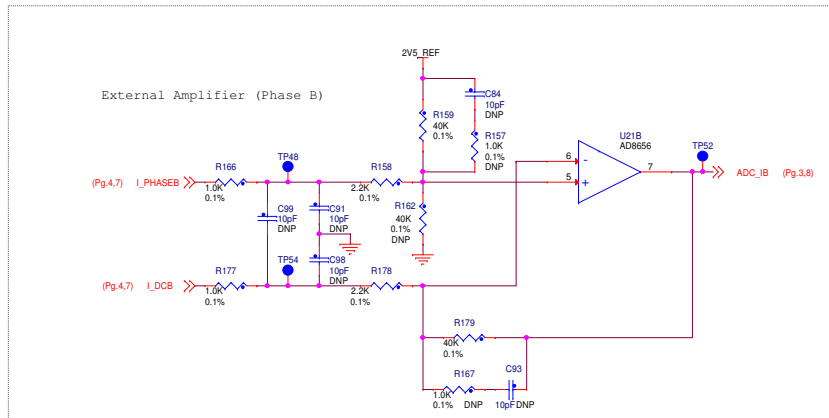 2V5_REF
External Amplifier (Phase B)
C84
10pF
DNP
R159
40K
0.1%
R157
1.0K
0.1%
DNP
U21B
AD8656
TP52
TP48
6
-
7
5
+
ADC_IB (Pg.3,8)
(Pg.4,7) I_PHASEB
R166
1.0K
0.1%
R158
2.2K
0.1%
C99
10pF
DNP
C91
10pF
DNP
R162
40K
0.1%
DNP
TP54
C98
10pF
DNP
(Pg.4,7) I_DCB
R177
1.0K
0.1%
R178
2.2K
0.1%
R179
40K
0.1%
R167
1.0K
0.1% DNP
C93
10pF DNP